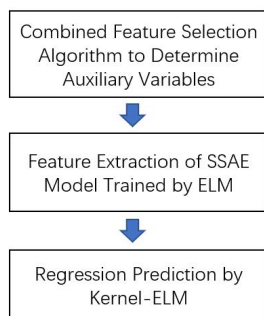 Combined Feature Selection
Algorithm to Determine
Auxiliary Variables
Feature Extraction of SSAE
Model Trained by ELM
Regression Prediction by
Kernel-ELM